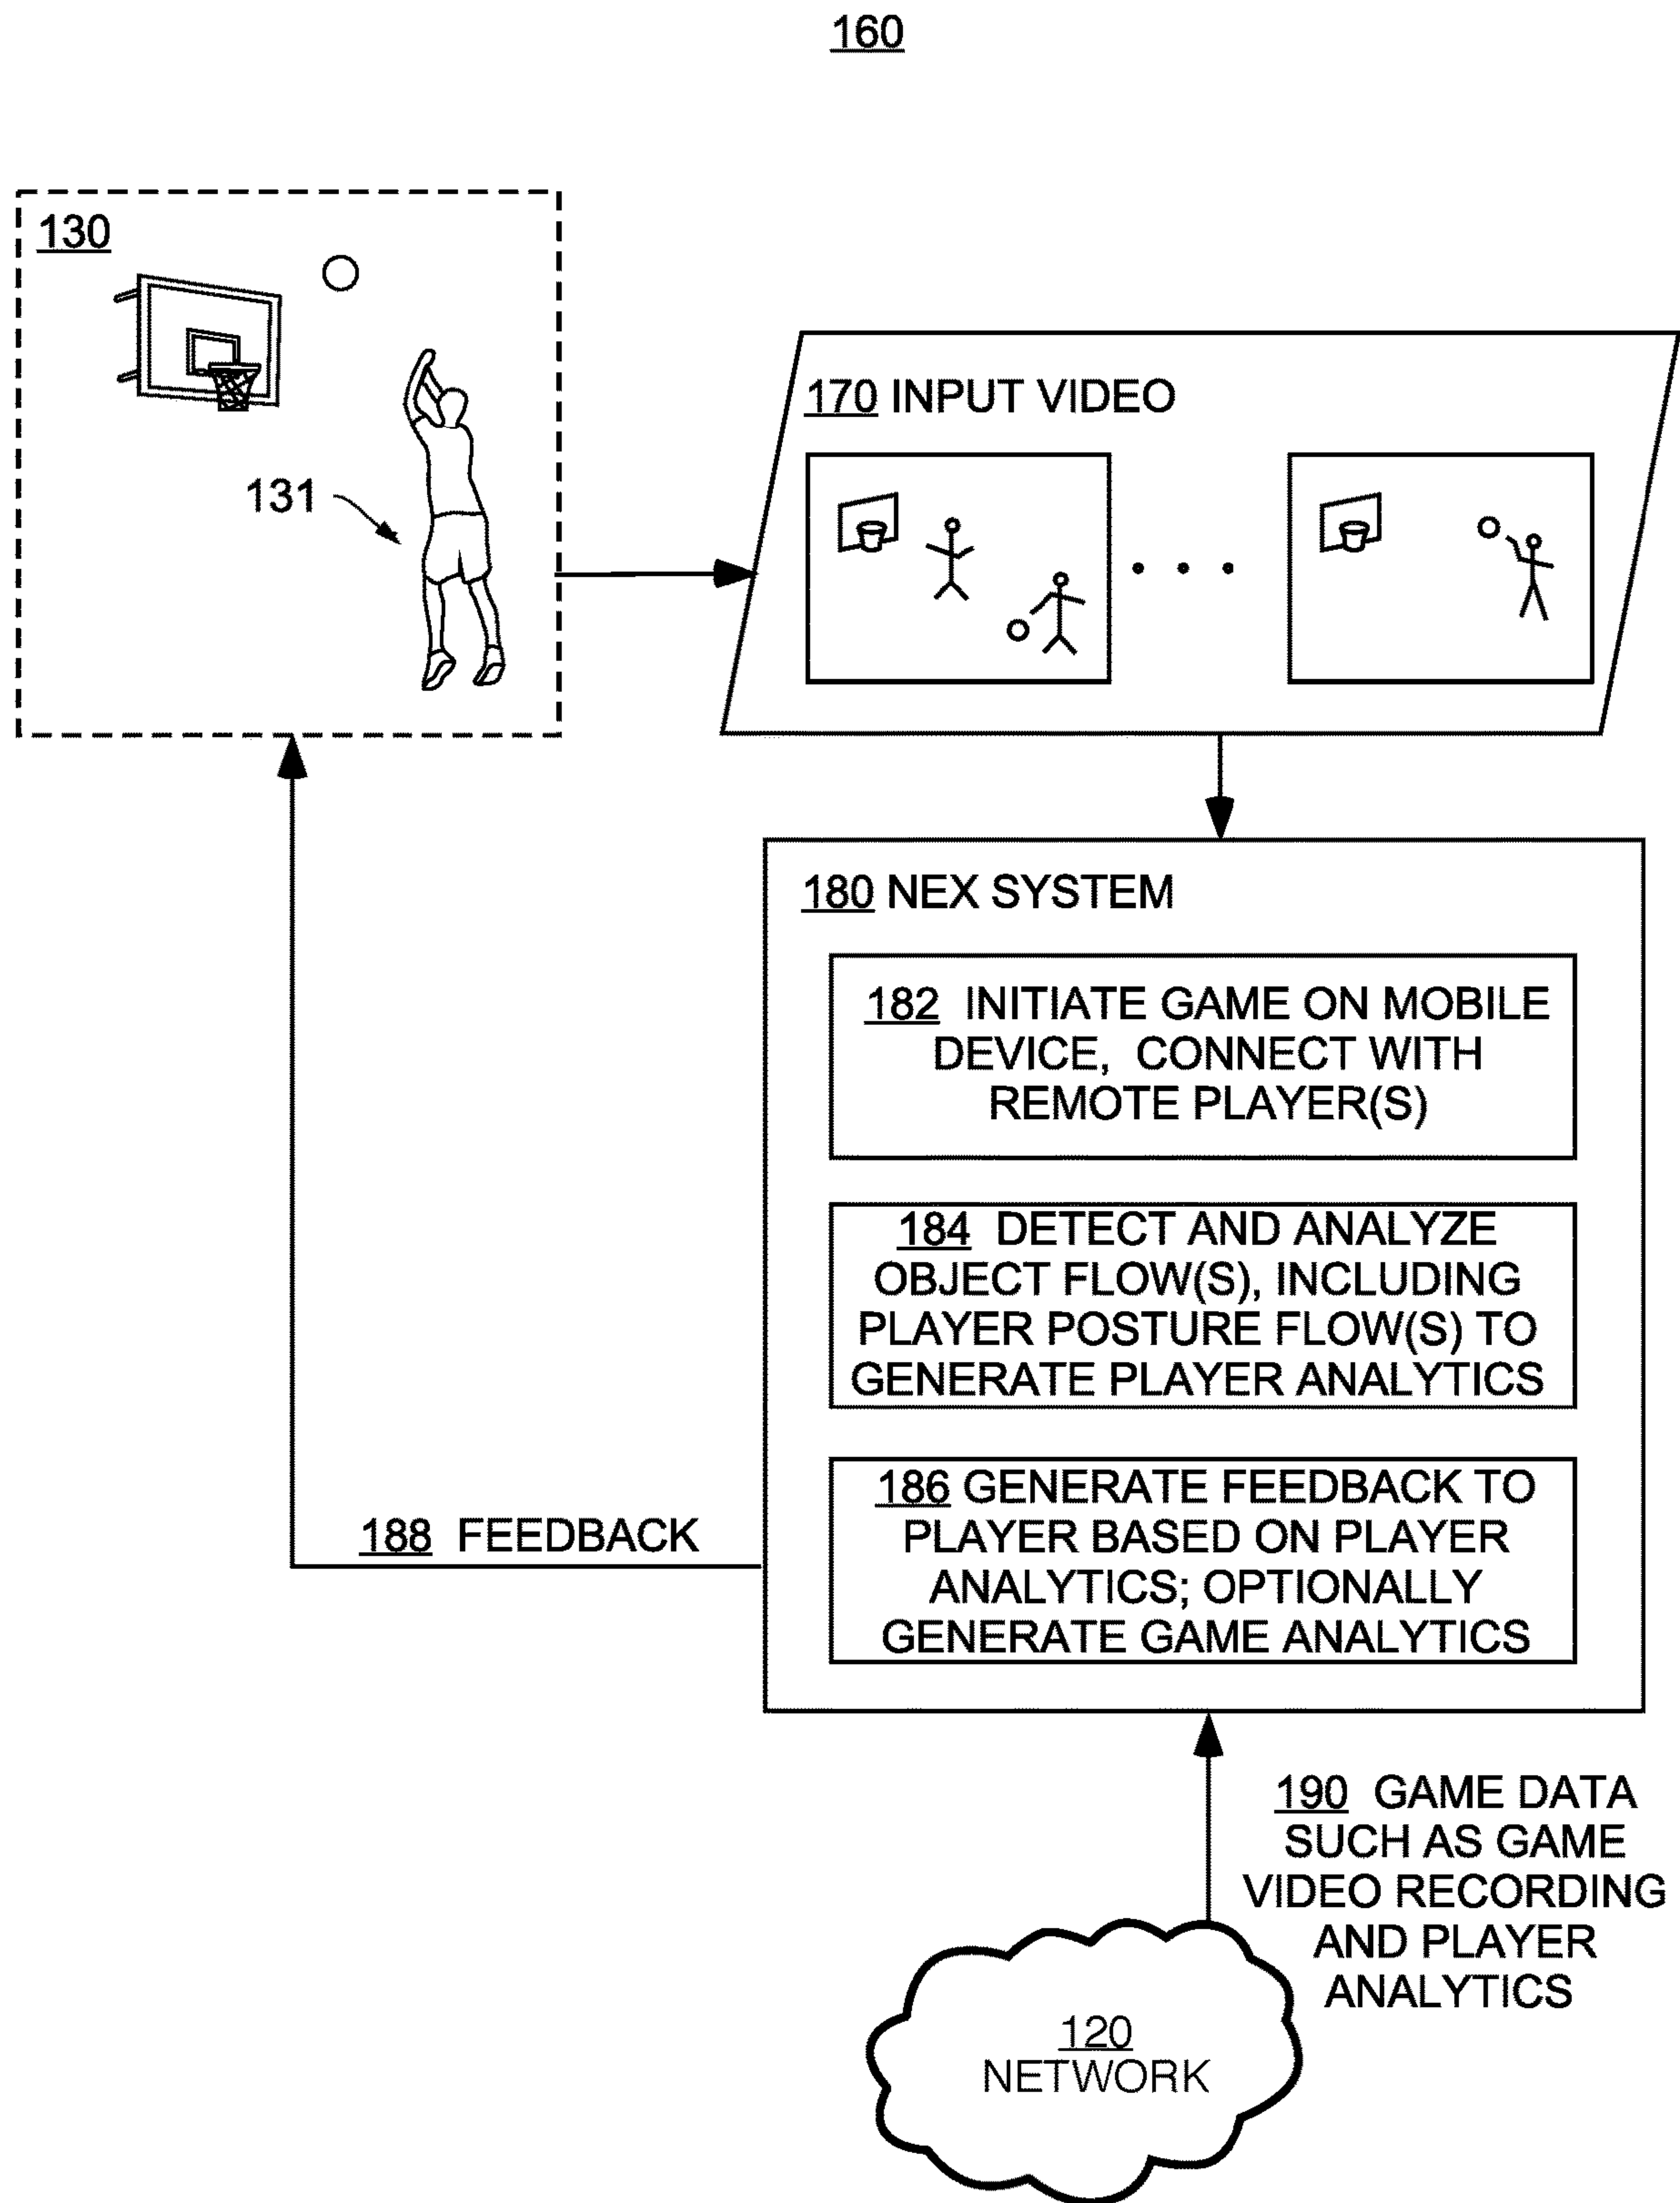 160
130
131
170 INPUT VIDEO
180 NEX SYSTEM
182 INITIATE GAME ON MOBILE
DEVICE, CONNECT WITH
REMOTE PLAYER(S)
184 DETECT AND ANALYZE
OBJECT FLOW(S), INCLUDING
PLAYER POSTURE FLOW(S) TO
GENERATE PLAYER ANALYTICS
186 GENERATE FEEDBACK TO
PLAYER BASED ON PLAYER
ANALYTICS; OPTIONALLY
GENERATE GAME ANALYTICS
188 FEEDBACK
190 GAME DATA
SUCH AS GAME
VIDEO RECORDING
AND PLAYER
ANALYTICS
120
NETWORK